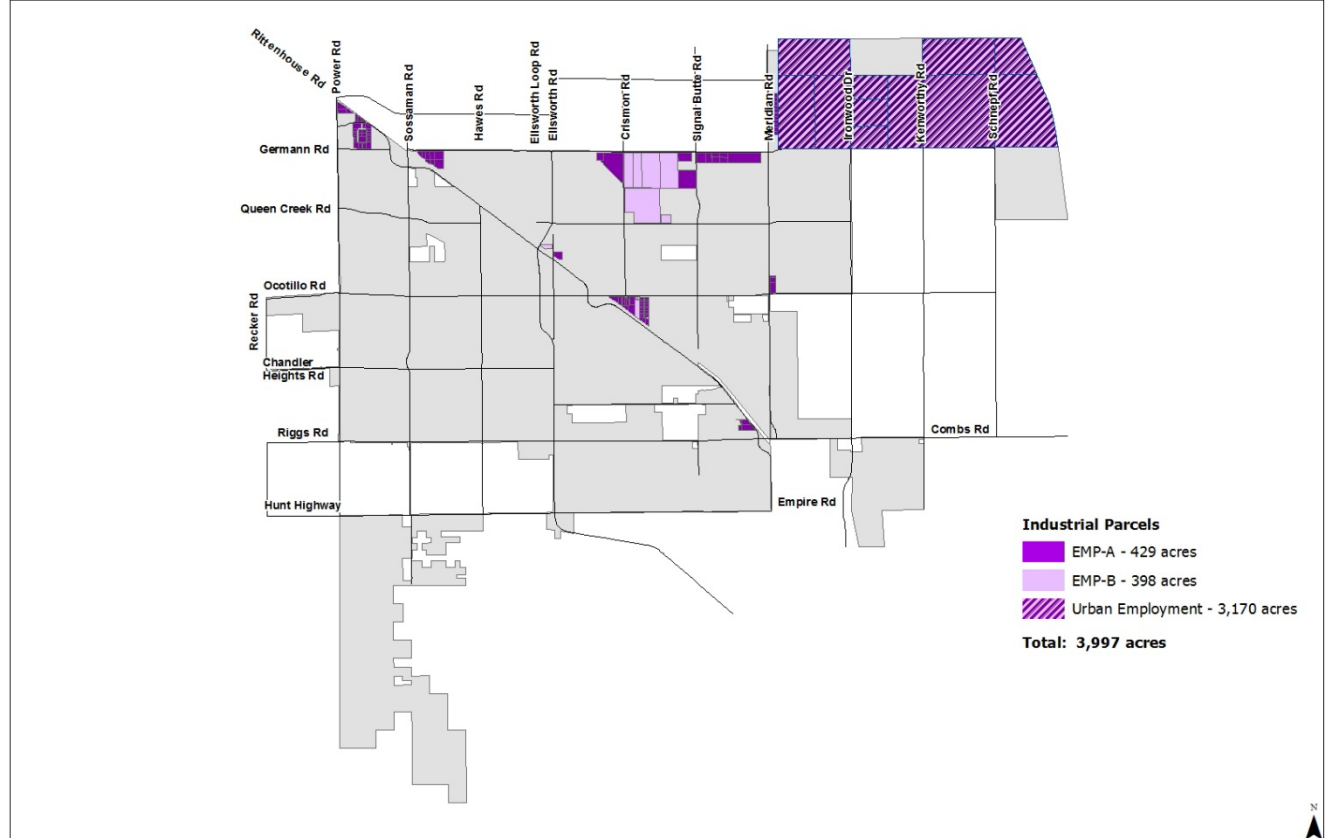 Rittenhouse Rd
Power Rd
Sossaman Rd
Hawes Rd
Ellsworth Loop Rd
Ellsworth Rd
Crismon Rd
Signal Butte Rd
Meridian Rd
Ironwood Dr
Kenworthy Rd
Schnepf Rd
Germann Rd
Queen Creek Rd
Ocotillo Rd
Recker Rd
Chandler
Heights Rd
Riggs Rd
Combs Rd
Hunt Highway
Empire Rd
Industrial Parcels
EMP-A - 429 acres
EMP-B - 398 acres
Urban Employment - 3,170 acres
Total: 3,997 acres
N